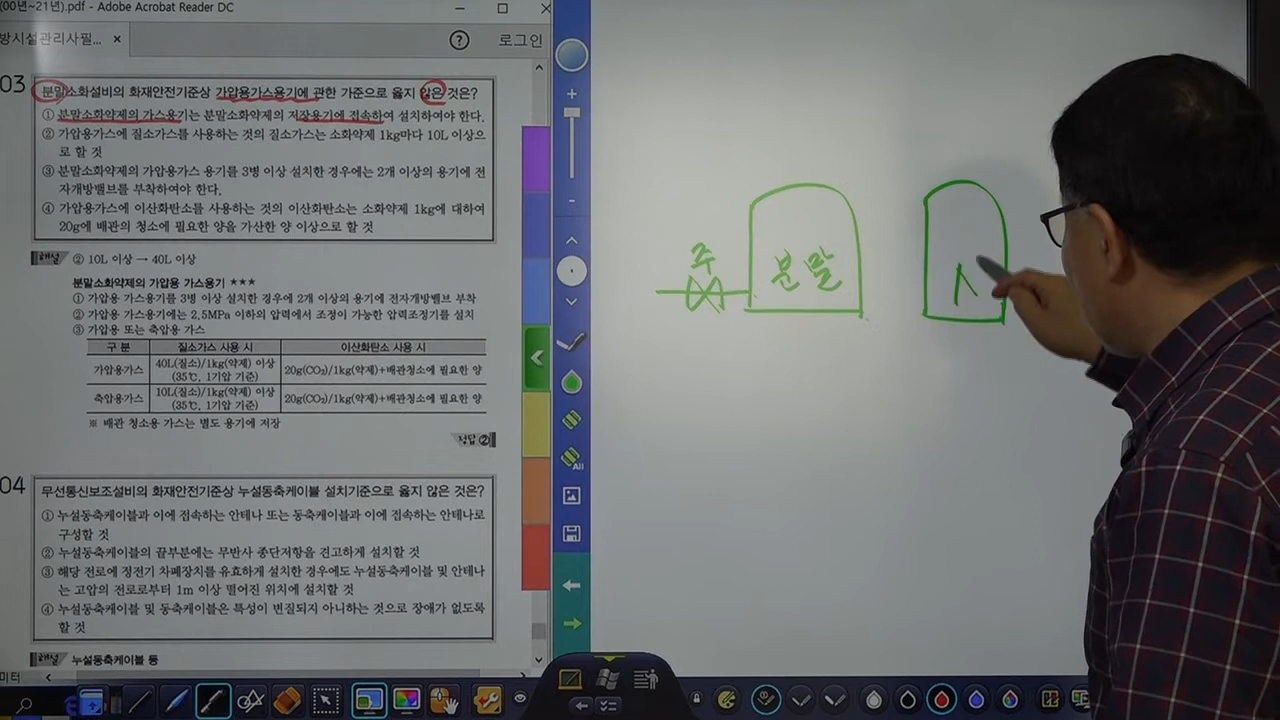 (00년~21년).pdf - Adobe Acrobat Reader DC
방시설관리사필... ×
로그인
03
분말소화설비의 화재안전기준상 가압용가스용기에 관한 기준으로 옳지 않은 것은?
① 분말소화약제의 가스용기는 분말소화약제의 저장용기에 접속하여 설치하여야 한다.
② 가압용가스에 질소가스를 사용하는 것의 질소가스는 소화약제 1kg마다 10L 이상으
로 할 것
③ 분말소화약제의 가압용가스 용기를 3병 이상 설치한 경우에는 2개 이상의 용기에 전
자개방밸브를 부착하여야 한다.
④ 가압용가스에 이산화탄소를 사용하는 것의 이산화탄소는 소화약제 1kg에 대하여
20g에 배관의 청소에 필요한 양을 가산한 양 이상으로 할 것
해설 ② 10L 이상 → 40L 이상
분말소화약제의 가압용 가스용기 ★★★
① 가압용 가스용기를 3병 이상 설치한 경우에 2개 이상의 용기에 전자개방밸브 부착
② 가압용 가스용기에는 2.5MPa 이하의 압력에서 조정이 가능한 압력조정기를 설치
③ 가압용 또는 축압용 가스
구 분 질소가스 사용 시 이산화탄소 사용 시
가압용가스 40L(질소)/1kg(약제) 이상 (35℃, 1기압 기준) 20g(CO₂)/1kg(약제)+배관청소에 필요한 양
축압용가스 10L(질소)/1kg(약제) 이상 (35℃, 1기압 기준) 20g(CO₂)/1kg(약제)+배관청소에 필요한 양
※ 배관 청소용 가스는 별도 용기에 저장
정답 ②
04
무선통신보조설비의 화재안전기준상 누설동축케이블 설치기준으로 옳지 않은 것은?
① 누설동축케이블과 이에 접속하는 안테나 또는 동축케이블과 이에 접속하는 안테나로
구성할 것
② 누설동축케이블의 끝부분에는 무반사 종단저항을 견고하게 설치할 것
③ 해당 전로에 정전기 차폐장치를 유효하게 설치한 경우에도 누설동축케이블 및 안테나
는 고압의 전로로부터 1m 이상 떨어진 위치에 설치할 것
④ 누설동축케이블 및 동축케이블은 특성이 변질되지 아니하는 것으로 장애가 없도록
할 것
해설 누설동축케이블 등
미터
All
주
분말